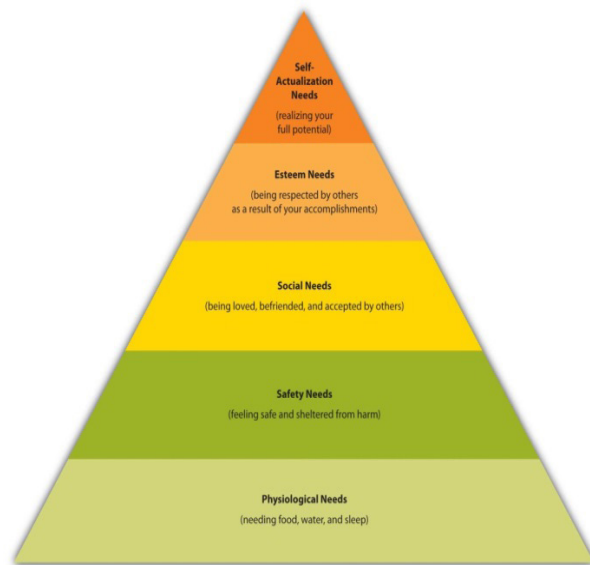 Self-
Actualization
Needs
(realizing your
full potential)
Esteem Needs
(being respected by others
as a result of your accomplishments)
Social Needs
(being loved, befriended, and accepted by others)
Safety Needs
(feeling safe and sheltered from harm)
Physiological Needs
(needing food, water, and sleep)